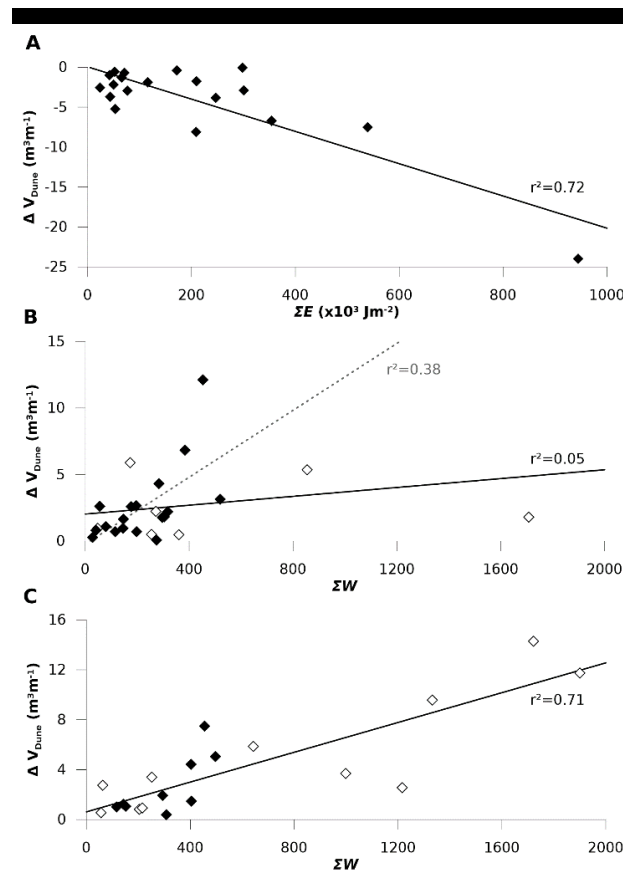 A
0
-5
-10
-15
-20
-25
Δ V_Dune (m³m⁻¹)
r²=0.72
0 200 400 600 800 1000
ΣE (x10³ Jm⁻²)
B
15
10
5
0
Δ V_Dune (m³m⁻¹)
r²=0.38
r²=0.05
0 400 800 1200 1600 2000
ΣW
C
16
12
8
4
0
Δ V_Dune (m³m⁻¹)
r²=0.71
0 400 800 1200 1600 2000
ΣW